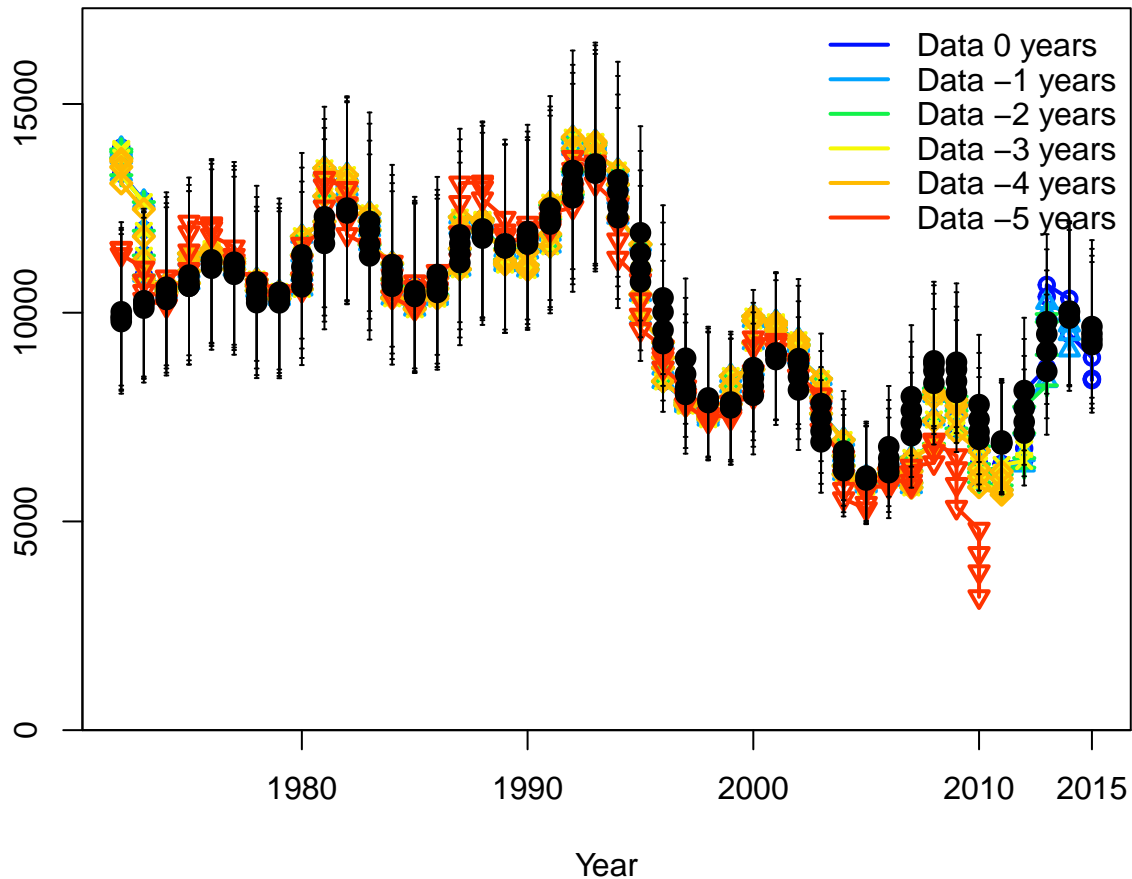 Data 0 years
Data −1 years
Data −2 years
Data −3 years
Data −4 years
Data −5 years
15000
10000
5000
0
1980
1990
2000
2010
2015
Year